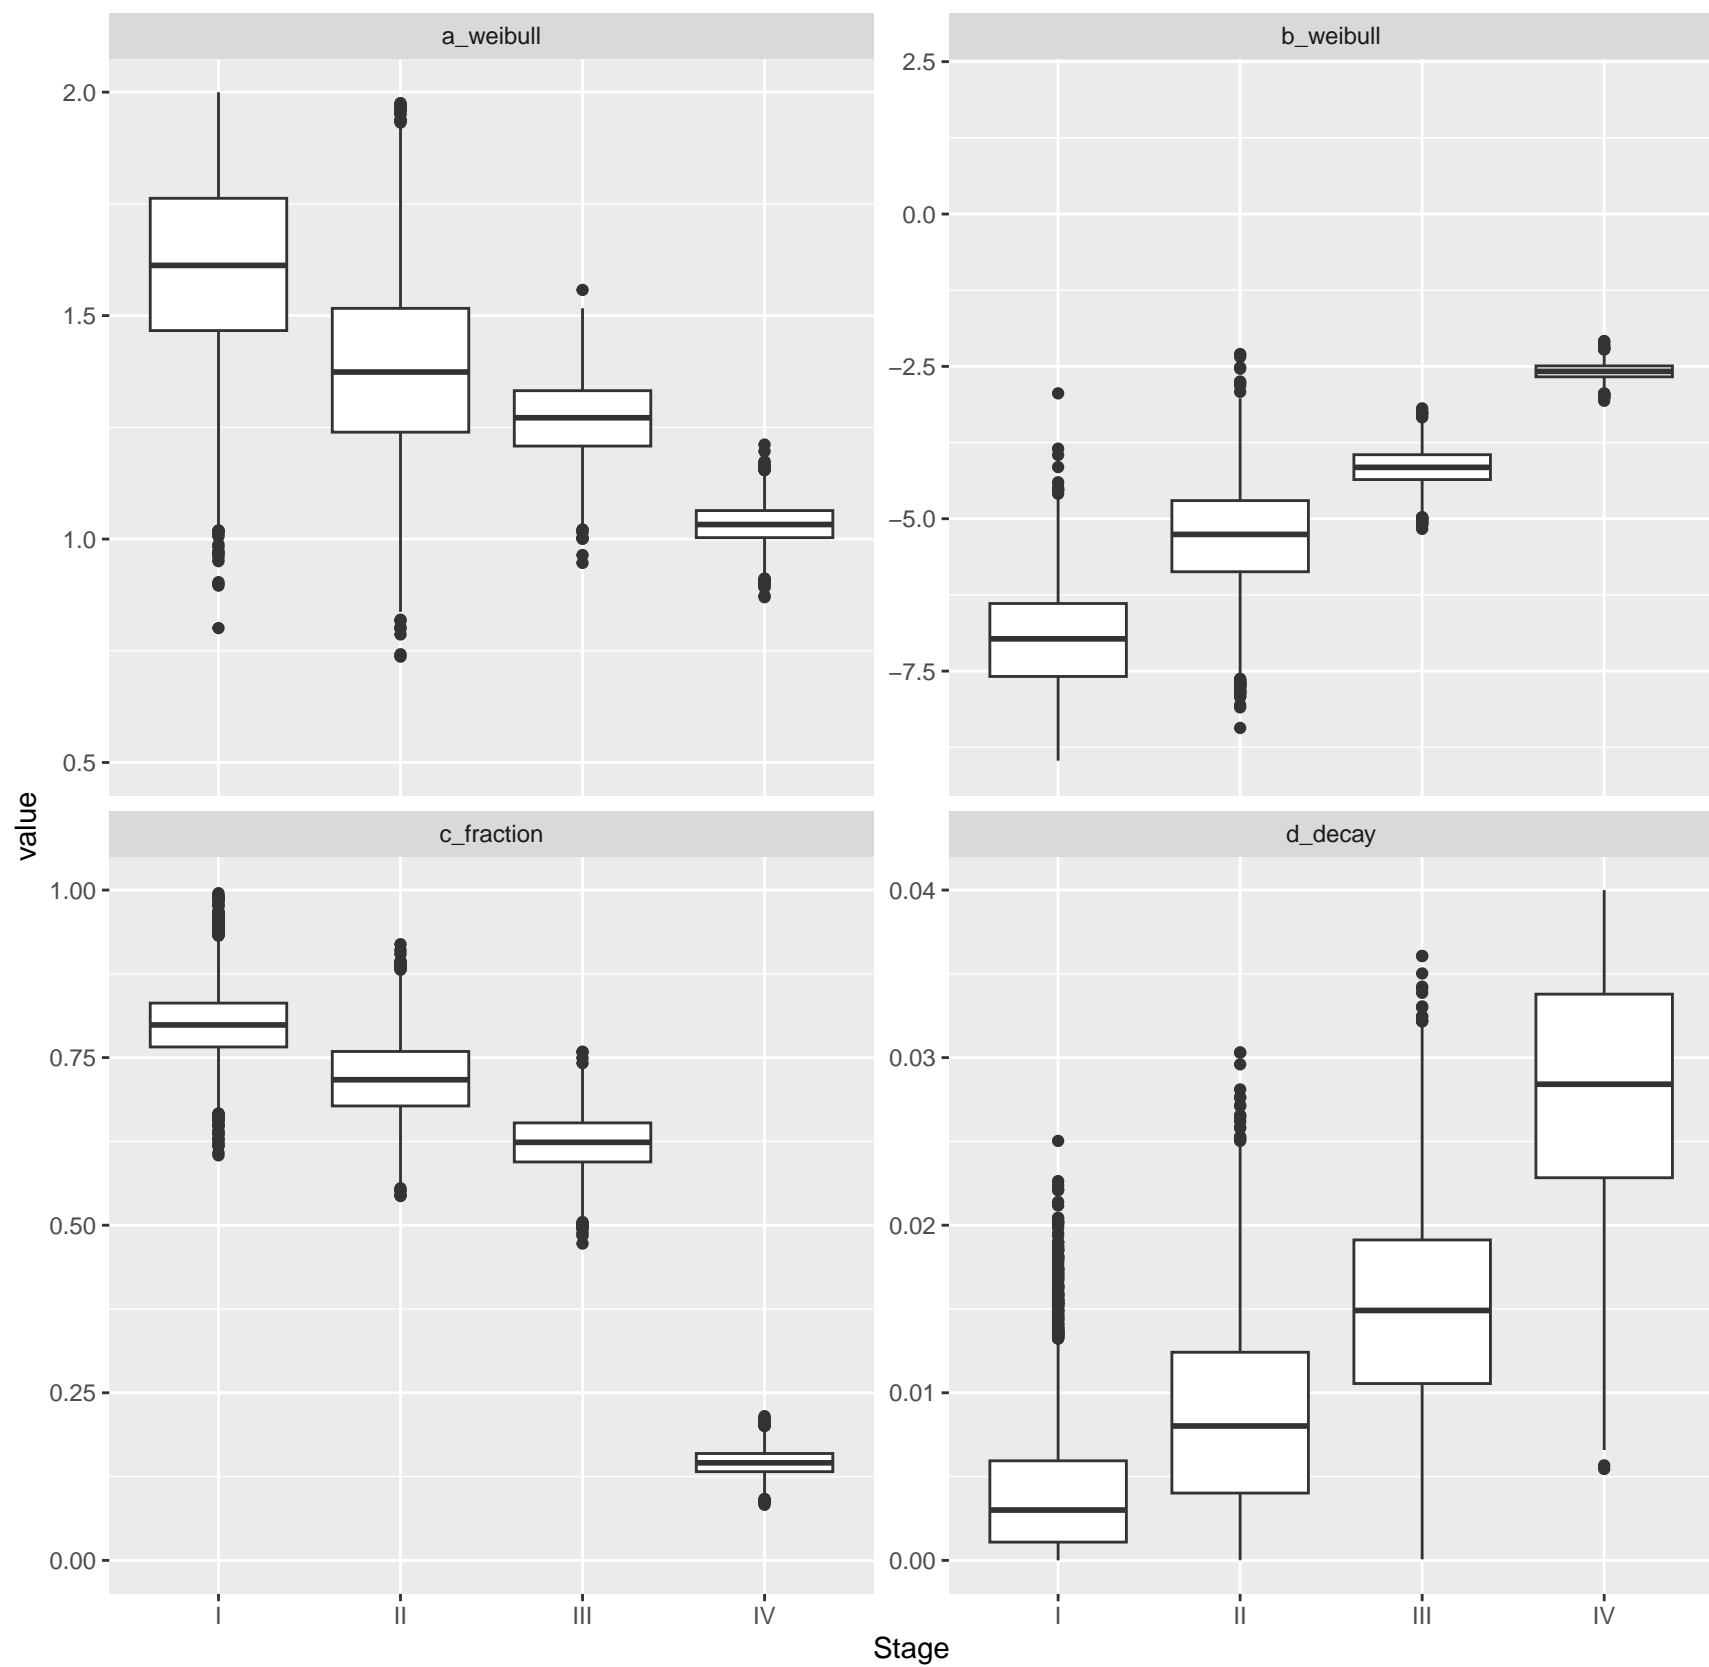 a_weibull
b_weibull
2.0
1.5
1.0
0.5
2.5
0.0
−2.5
−5.0
−7.5
value
c_fraction
d_decay
1.00
0.75
0.50
0.25
0.00
0.04
0.03
0.02
0.01
0.00
I II III IV
I II III IV
Stage